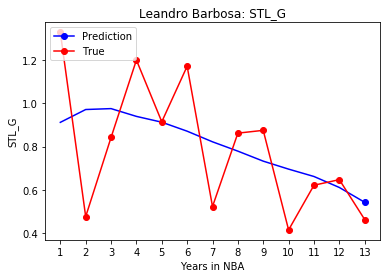 Leandro Barbosa: STL_G
Prediction
True
STL_G
1.2
1.0
0.8
0.6
0.4
1 2 3 4 5 6 7 8 9 10 11 12 13
Years in NBA